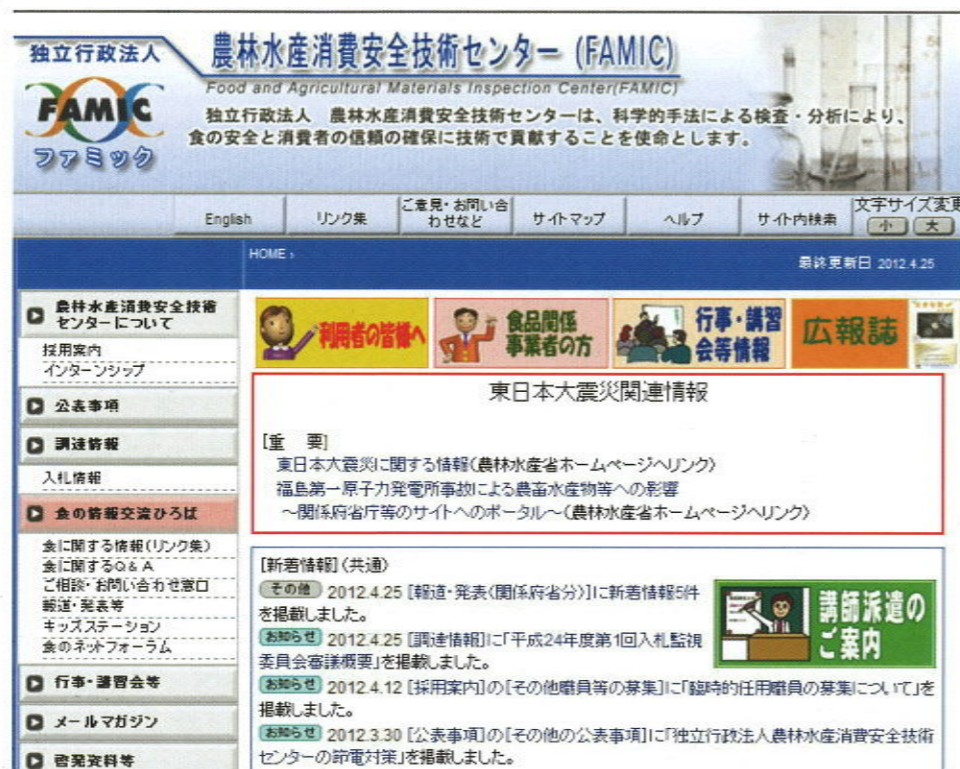 独立行政法人
FAMIC
ファミック
農林水産消費安全技術センター (FAMIC)
Food and Agricultural Materials Inspection Center(FAMIC)
独立行政法人 農林水産消費安全技術センターは、科学的手法による検査・分析により、
食の安全と消費者の信頼の確保に技術で貢献することを使命とします。
English
リンク集
ご意見・お問い合
わせなど
サイトマップ
ヘルプ
サイト内検索
文字サイズ変更
小 大
HOME ›
最終更新日 2012.4.25
農林水産消費安全技術
センターについて
採用案内
インターンシップ
公表事項
調達情報
入札情報
食の情報交流ひろば
食に関する情報(リンク集)
食に関するQ&A
ご相談・お問い合わせ窓口
報道・発表等
キッズステーション
食のネットフォーラム
行事・講習会等
メールマガジン
啓発資料等
利用者の皆様へ
食品関係
事業者の方
行事・講習
会等情報
広報誌
東日本大震災関連情報
[重 要]
東日本大震災に関する情報(農林水産省ホームページへリンク)
福島第一原子力発電所事故による農畜水産物等への影響
~関係府省庁等のサイトへのポータル~(農林水産省ホームページへリンク)
[新着情報](共通)
その他 2012.4.25 [報道・発表(関係府省分)]に新着情報5件
を掲載しました。
お知らせ 2012.4.25 [調達情報]に「平成24年度第1回入札監視
委員会審議概要」を掲載しました。
お知らせ 2012.4.12 [採用案内]の[その他職員等の募集]に「臨時的任用職員の募集について」を
掲載しました。
お知らせ 2012.3.30 [公表事項]の[その他の公表事項]に「独立行政法人農林水産消費安全技術
センターの節電対策」を掲載しました。
講師派遣の
ご案内